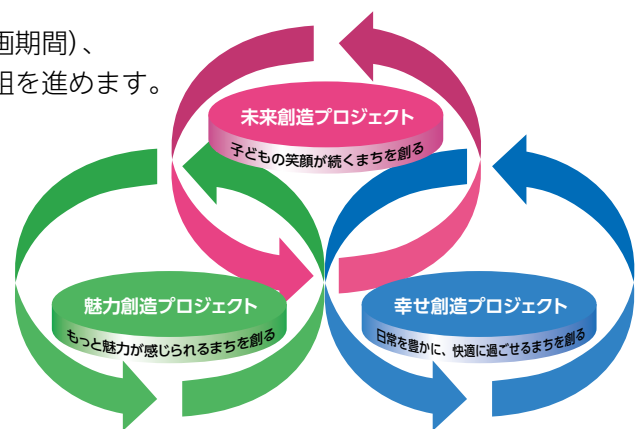 画期間)、
組を進めます。
未来創造プロジェクト
子どもの笑顔が続くまちを創る
魅力創造プロジェクト
もっと魅力が感じられるまちを創る
幸せ創造プロジェクト
日常を豊かに、快適に過ごせるまちを創る